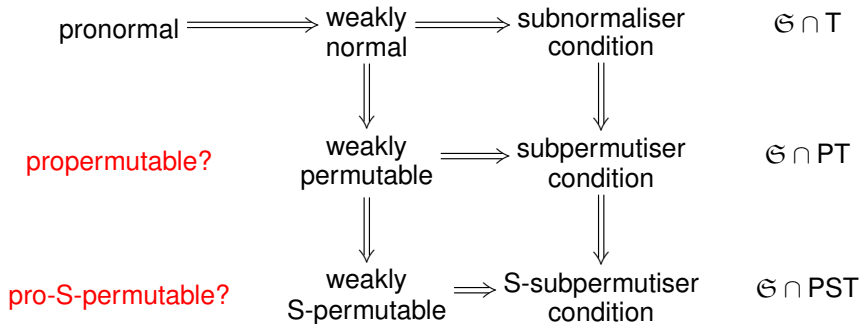 pronormal
weakly
normal
subnormaliser
condition
𝔖 ∩ T
propermutable?
weakly
permutable
subpermutiser
condition
𝔖 ∩ PT
pro-S-permutable?
weakly
S-permutable
S-subpermutiser
condition
𝔖 ∩ PST